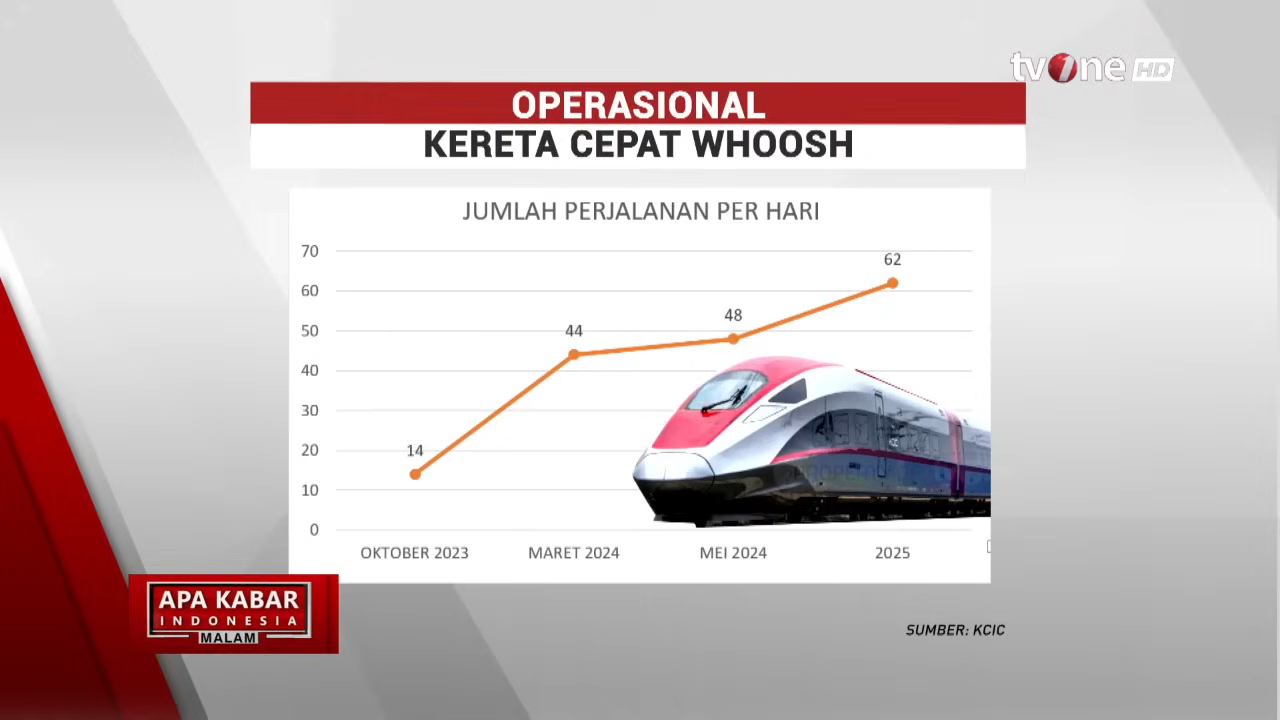 tvOne HD
OPERASIONAL
KERETA CEPAT WHOOSH
JUMLAH PERJALANAN PER HARI
70
60
50
40
30
20
10
0
14
44
48
62
OKTOBER 2023
MARET 2024
MEI 2024
2025
APA KABAR
INDONESIA
MALAM
SUMBER: KCIC